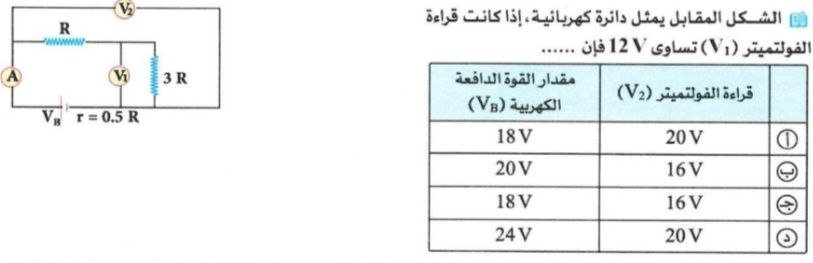 الشكل المقابل يمثل دائرة كهربائية، إذا كانت قراءة
الفولتميتر (V₁) تساوى 12 V فإن ......
قراءة الفولتميتر (V₂) | مقدار القوة الدافعة الكهربية (V_B)
أ 20 V 18 V
ب 16 V 20 V
ج 16 V 18 V
د 20 V 24 V
V₂
R
A
V₁
3 R
V_B r = 0.5 R